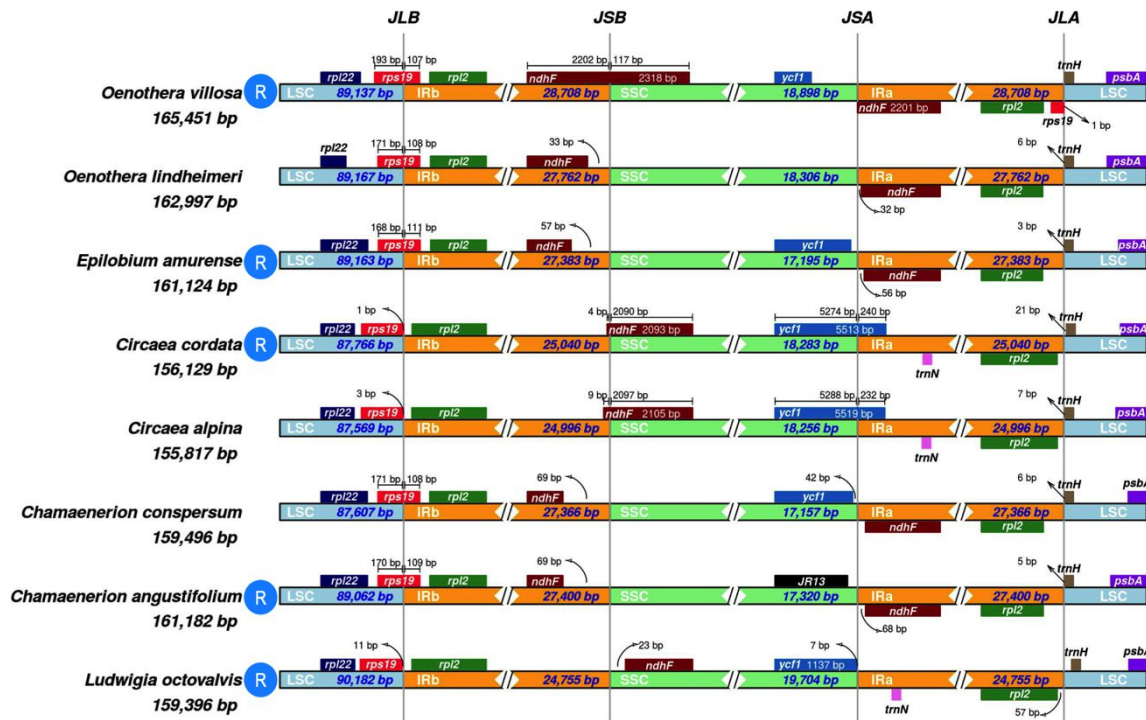 JLB JSB JSA JLA
193 bp 107 bp 2202 bp 117 bp trnH
rpl22 rps19 rpl2 ndhF 2318 bp ycf1 psbA
Oenothera villosa R LSC 89,137 bp IRb 28,708 bp SSC 18,898 bp IRa 28,708 bp LSC
165,451 bp ndhF 2201 bp rpl2 rps19 1 bp
rpl22 171 bp 108 bp 33 bp 6 bp trnH
rps19 rpl2 ndhF psbA
Oenothera lindheimeri LSC 89,167 bp IRb 27,762 bp SSC 18,306 bp IRa 27,762 bp LSC
162,997 bp ndhF rpl2
32 bp
168 bp 111 bp 57 bp 3 bp trnH
rpl22 rps19 rpl2 ndhF ycf1 psbA
Epilobium amurense R LSC 89,163 bp IRb 27,383 bp SSC 17,195 bp IRa 27,383 bp LSC
161,124 bp ndhF rpl2
56 bp
1 bp 4 bp 2090 bp 5274 bp 240 bp 21 bp trnH
rpl22 rps19 rpl2 ndhF 2093 bp ycf1 5513 bp psbA
Circaea cordata R LSC 87,766 bp IRb 25,040 bp SSC 18,283 bp IRa 25,040 bp LSC
156,129 bp trnN rpl2
3 bp 9 bp 2097 bp 5288 bp 232 bp 7 bp trnH
rpl22 rps19 rpl2 ndhF 2105 bp ycf1 5519 bp psbA
Circaea alpina R LSC 87,569 bp IRb 24,996 bp SSC 18,256 bp IRa 24,996 bp LSC
155,817 bp trnN rpl2
171 bp 108 bp 69 bp 42 bp 6 bp trnH psbA
rpl22 rps19 rpl2 ndhF ycf1
Chamaenerion conspersum R LSC 87,607 bp IRb 27,366 bp SSC 17,157 bp IRa 27,366 bp LSC
159,496 bp ndhF rpl2
170 bp 109 bp 69 bp 5 bp trnH
rpl22 rps19 rpl2 ndhF JR13 psbA
Chamaenerion angustifolium R LSC 89,062 bp IRb 27,400 bp SSC 17,320 bp IRa 27,400 bp LSC
161,182 bp ndhF rpl2
68 bp
11 bp 23 bp 7 bp trnH psbA
rpl22 rps19 rpl2 ndhF ycf1 1137 bp
Ludwigia octovalvis R LSC 90,182 bp IRb 24,755 bp SSC 19,704 bp IRa 24,755 bp LSC
159,396 bp trnN rpl2
57 bp